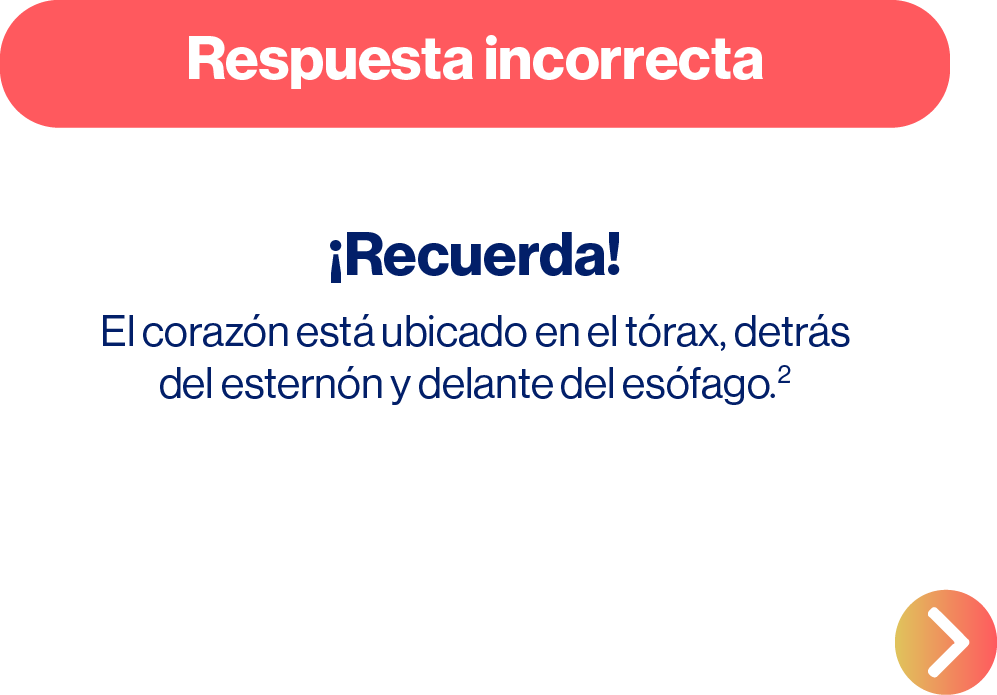 Respuesta incorrecta
¡Recuerda!
El corazón está ubicado en el tórax, detrás
del esternón y delante del esófago.²